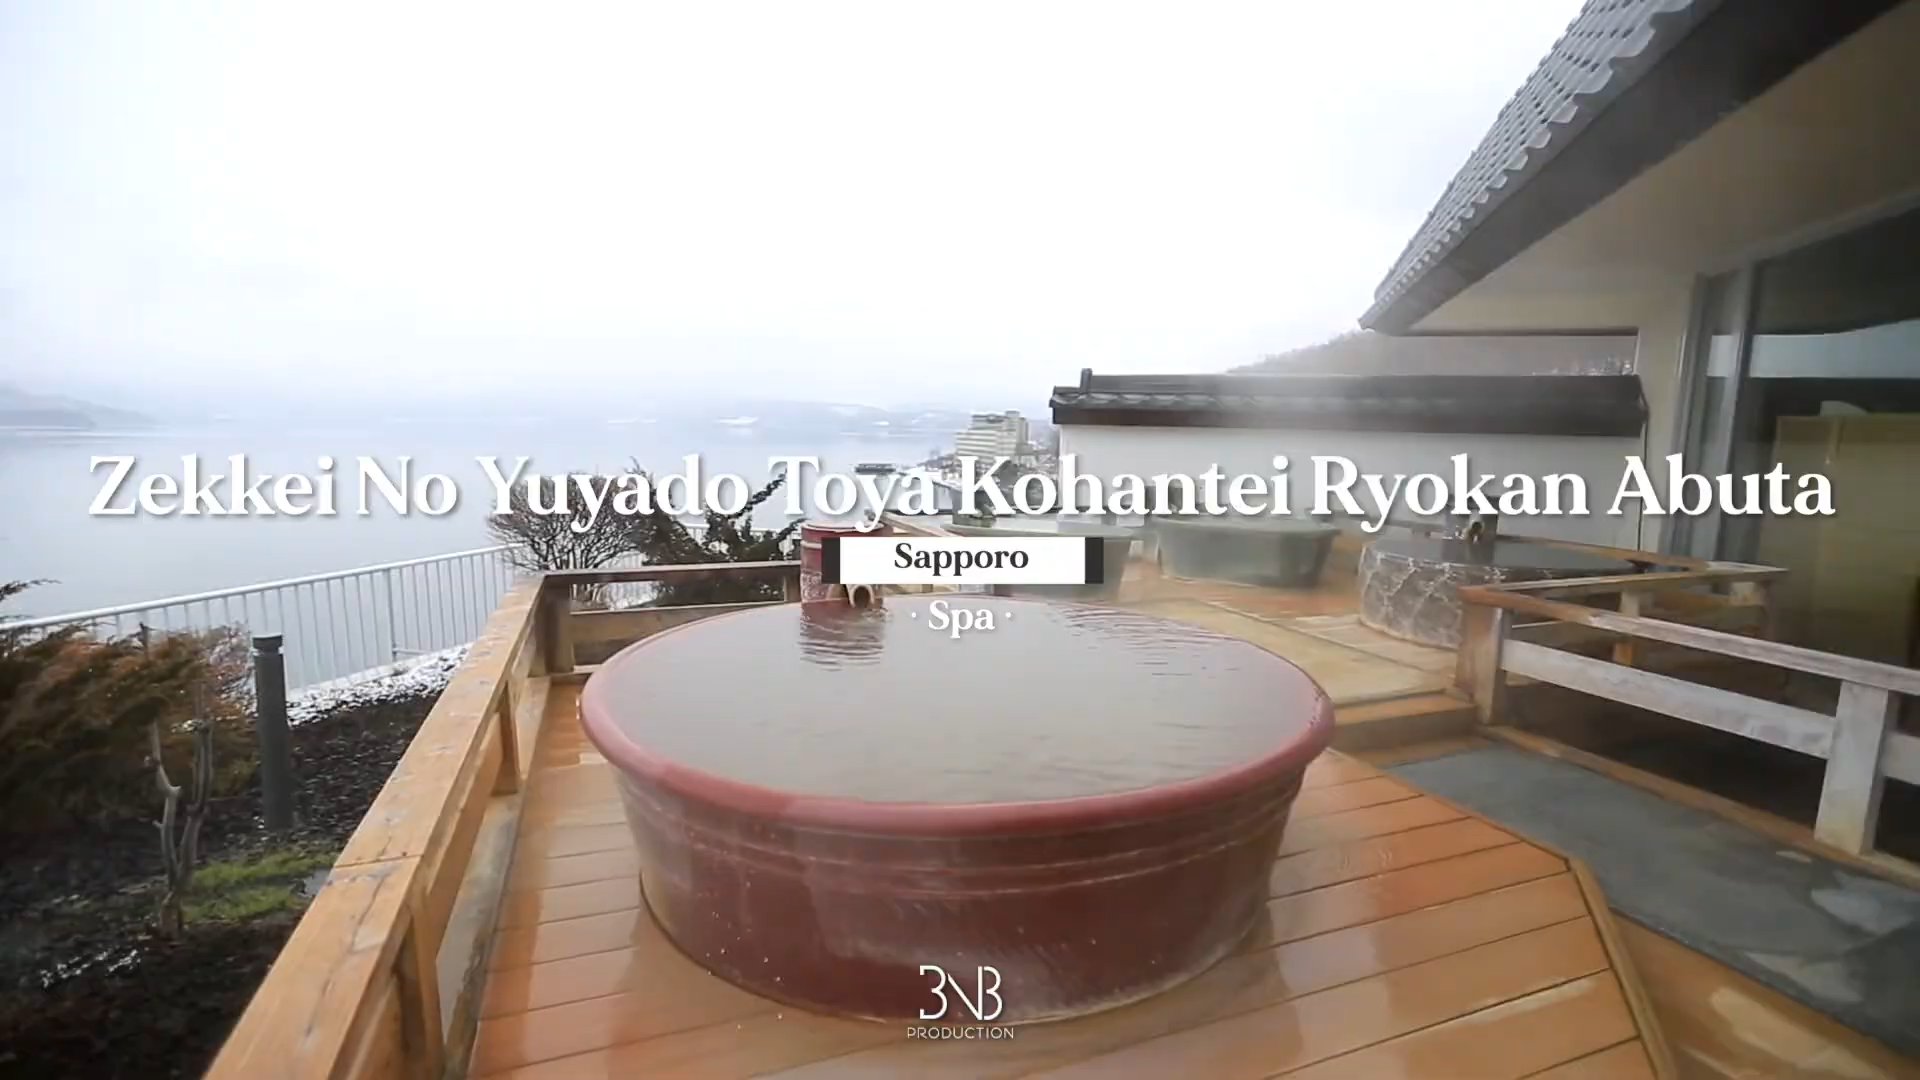 Zekkei No Yuyado Toya Kohantei Ryokan Abuta
Sapporo
· Spa ·
BNB
PRODUCTION